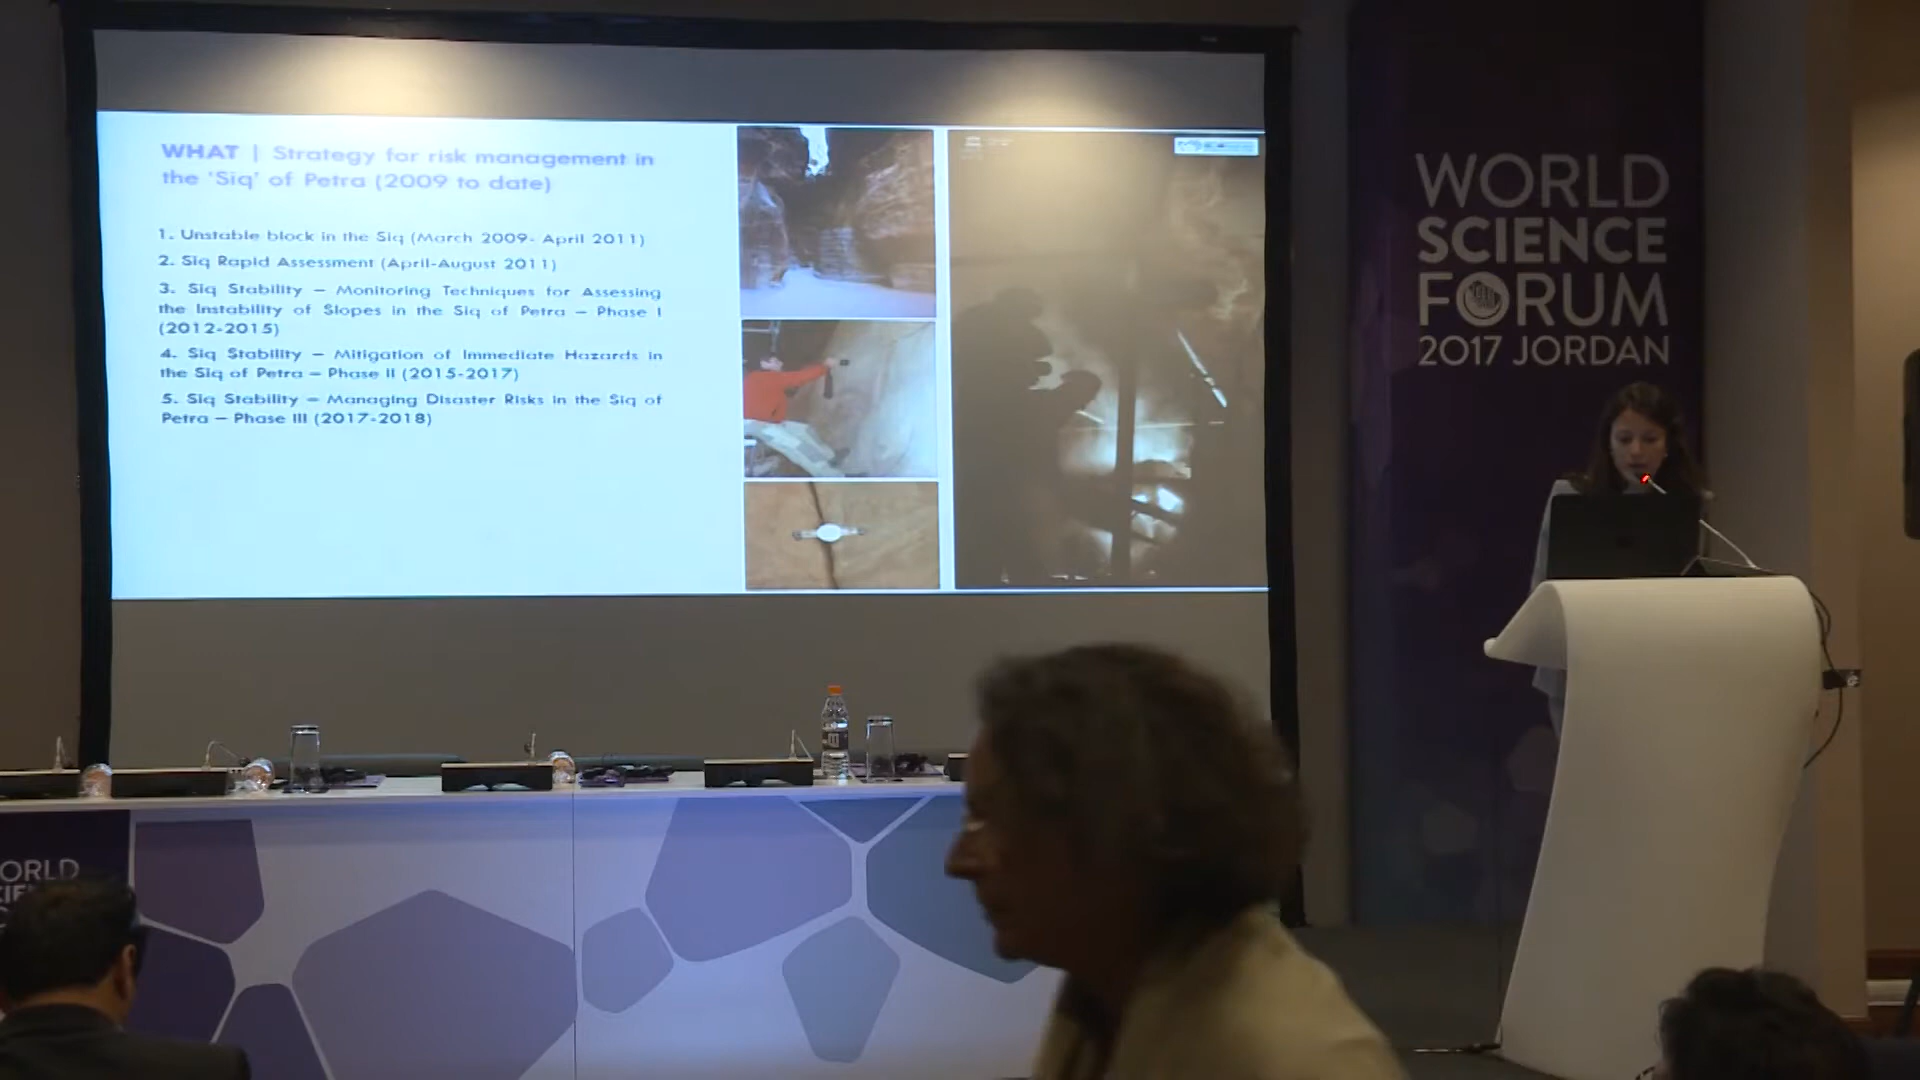 WHAT | Strategy for risk management in
the 'Siq' of Petra (2009 to date)
1. Unstable block in the Siq (March 2009- April 2011)
2. Siq Rapid Assessment (April-August 2011)
3. Siq Stability – Monitoring Techniques for Assessing
the Instability of Slopes in the Siq of Petra – Phase I
(2012-2015)
4. Siq Stability – Mitigation of Immediate Hazards in
the Siq of Petra – Phase II (2015-2017)
5. Siq Stability – Managing Disaster Risks in the Siq of
Petra – Phase III (2017-2018)
WORLD
SCIENCE
FORUM
2017 JORDAN
ORLD